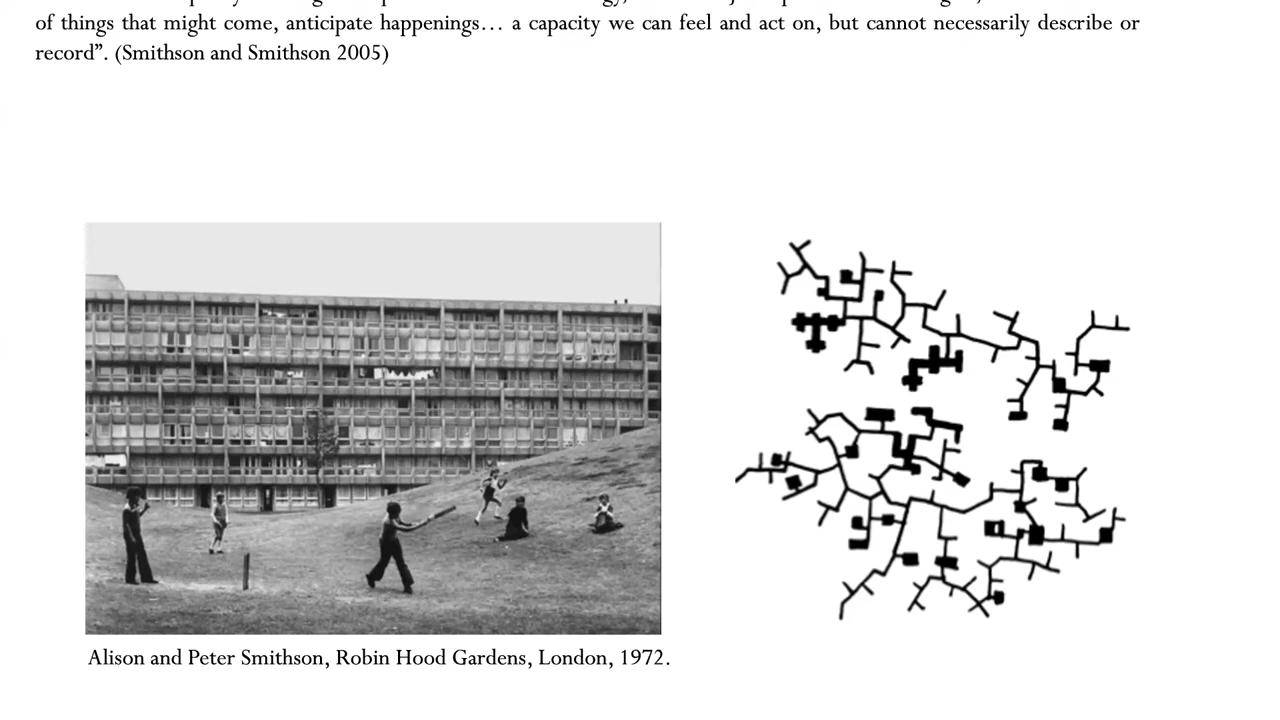 of things that might come, anticipate happenings… a capacity we can feel and act on, but cannot necessarily describe or
record”. (Smithson and Smithson 2005)
Alison and Peter Smithson, Robin Hood Gardens, London, 1972.